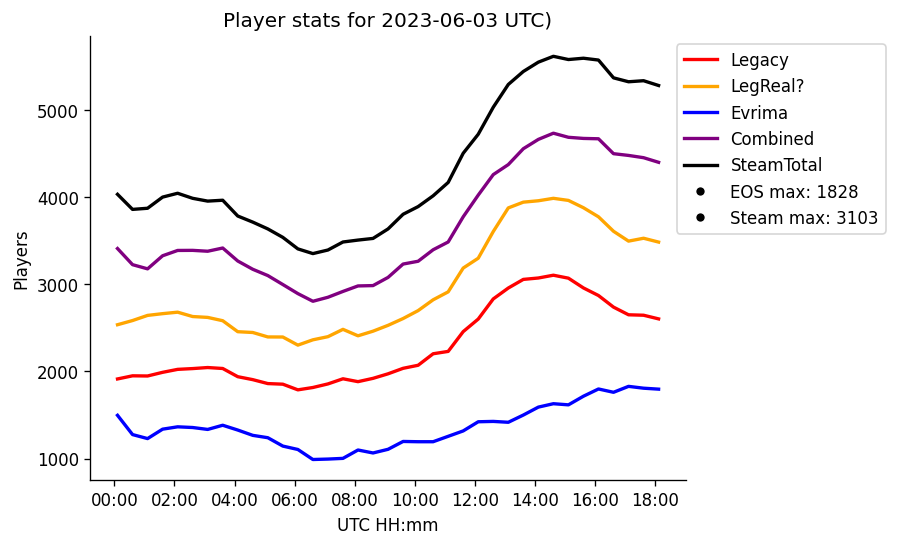 Player stats for 2023-06-03 UTC)
Legacy
LegReal?
Evrima
Combined
SteamTotal
EOS max: 1828
Steam max: 3103
Players
5000
4000
3000
2000
1000
00:00 02:00 04:00 06:00 08:00 10:00 12:00 14:00 16:00 18:00
UTC HH:mm